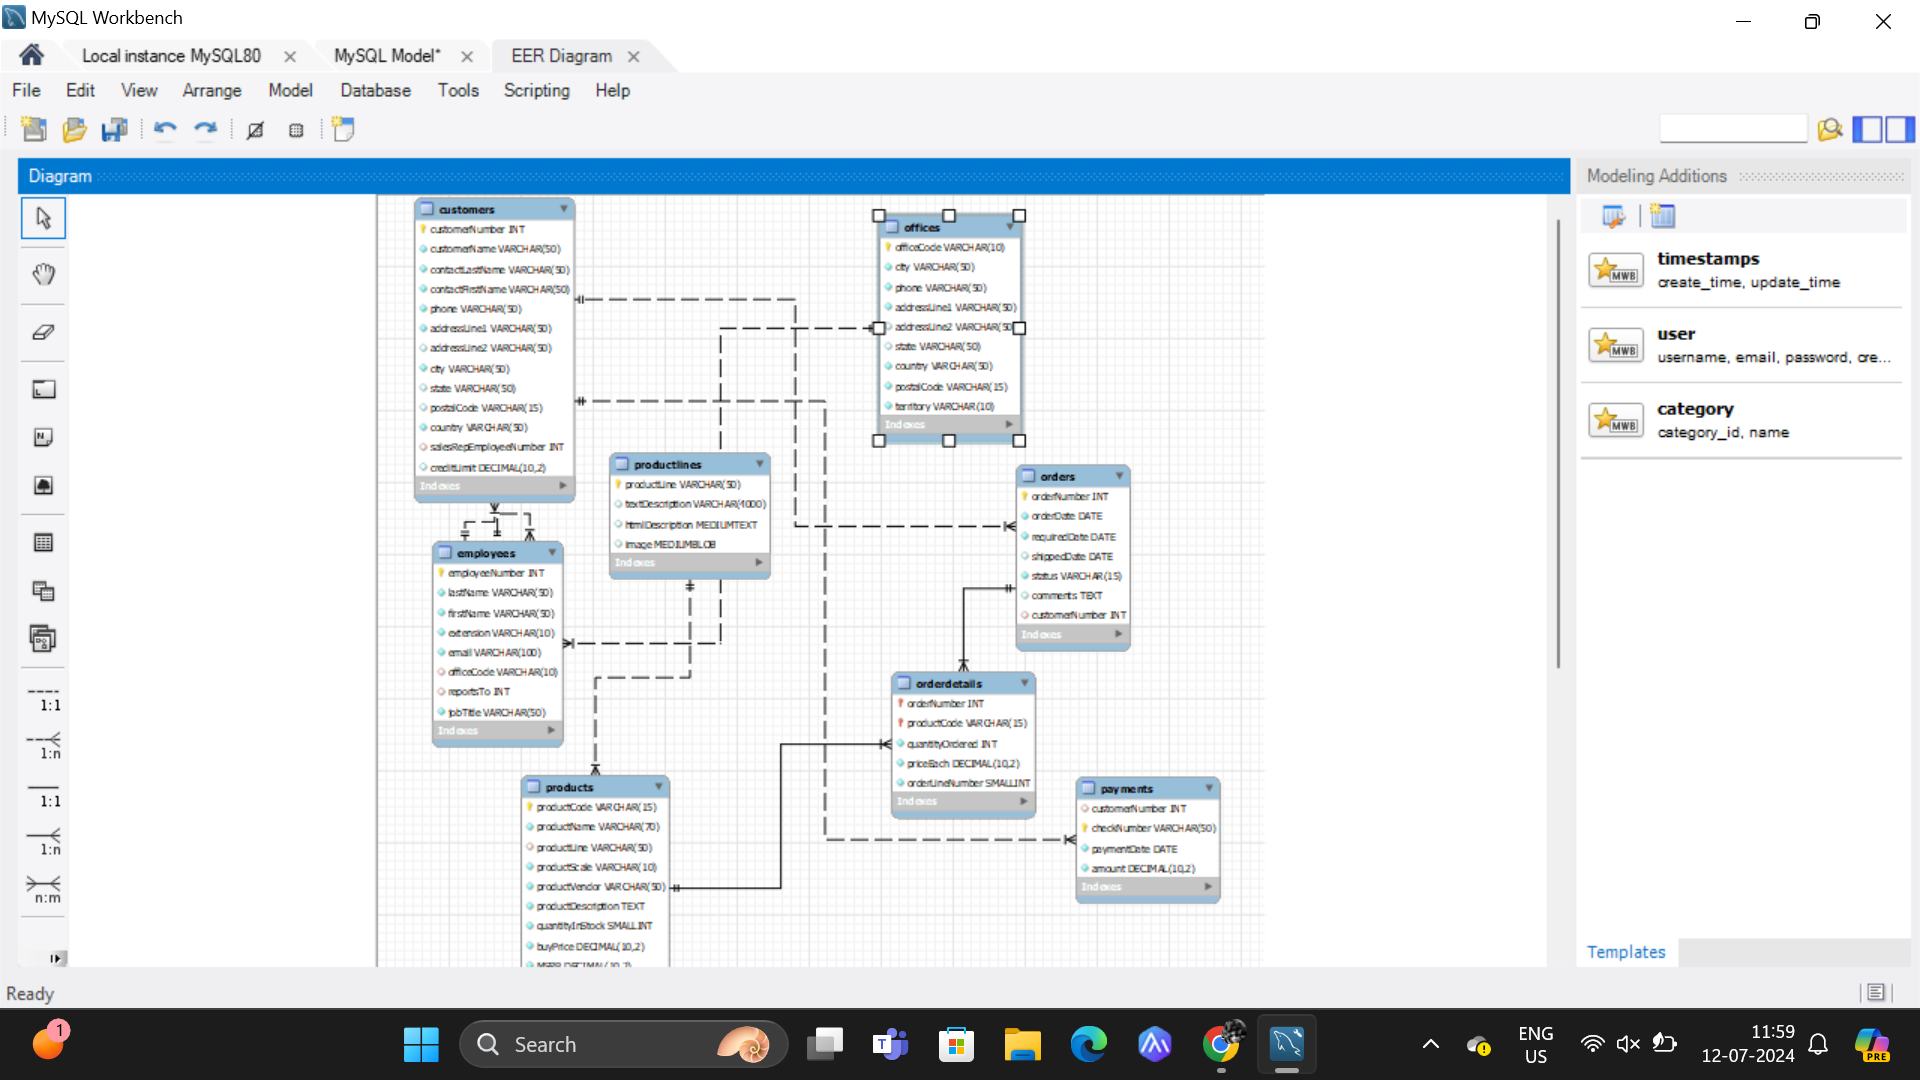 MySQL Workbench
Local instance MySQL80
MySQL Model*
EER Diagram
File Edit View Arrange Model Database Tools Scripting Help
Diagram
customers
customerNumber INT
customerName VARCHAR(50)
contactLastName VARCHAR(50)
contactFirstName VARCHAR(50)
phone VARCHAR(50)
addressLine1 VARCHAR(50)
addressLine2 VARCHAR(50)
city VARCHAR(50)
state VARCHAR(50)
postalCode VARCHAR(15)
country VARCHAR(50)
salesRepEmployeeNumber INT
creditLimit DECIMAL(10,2)
Indexes
offices
officeCode VARCHAR(10)
city VARCHAR(50)
phone VARCHAR(50)
addressLine1 VARCHAR(50)
addressLine2 VARCHAR(50
state VARCHAR(50)
country VARCHAR(50)
postalCode VARCHAR(15)
territory VARCHAR(10)
Indexes
productlines
productLine VARCHAR(50)
textDescription VARCHAR(4000)
htmlDescription MEDIUMTEXT
image MEDIUMBLOB
Indexes
orders
orderNumber INT
orderDate DATE
requiredDate DATE
shippedDate DATE
status VARCHAR(15)
comments TEXT
customerNumber INT
Indexes
employees
employeeNumber INT
lastName VARCHAR(50)
firstName VARCHAR(50)
extension VARCHAR(10)
email VARCHAR(100)
officeCode VARCHAR(10)
reportsTo INT
jobTitle VARCHAR(50)
Indexes
orderdetails
orderNumber INT
productCode VARCHAR(15)
quantityOrdered INT
priceEach DECIMAL(10,2)
orderLineNumber SMALLINT
Indexes
products
productCode VARCHAR(15)
productName VARCHAR(70)
productLine VARCHAR(50)
productScale VARCHAR(10)
productVendor VARCHAR(50)
productDescription TEXT
quantityInStock SMALLINT
buyPrice DECIMAL(10,2)
MSRP DECIMAL(10,2)
payments
customerNumber INT
checkNumber VARCHAR(50)
paymentDate DATE
amount DECIMAL(10,2)
Indexes
1:1
1:n
1:1
1:n
n:m
Modeling Additions
MWB
timestamps
create_time, update_time
MWB
user
username, email, password, cre...
MWB
category
category_id, name
Templates
Ready
1
Search
T
ENG
US
11:59
12-07-2024
PRE